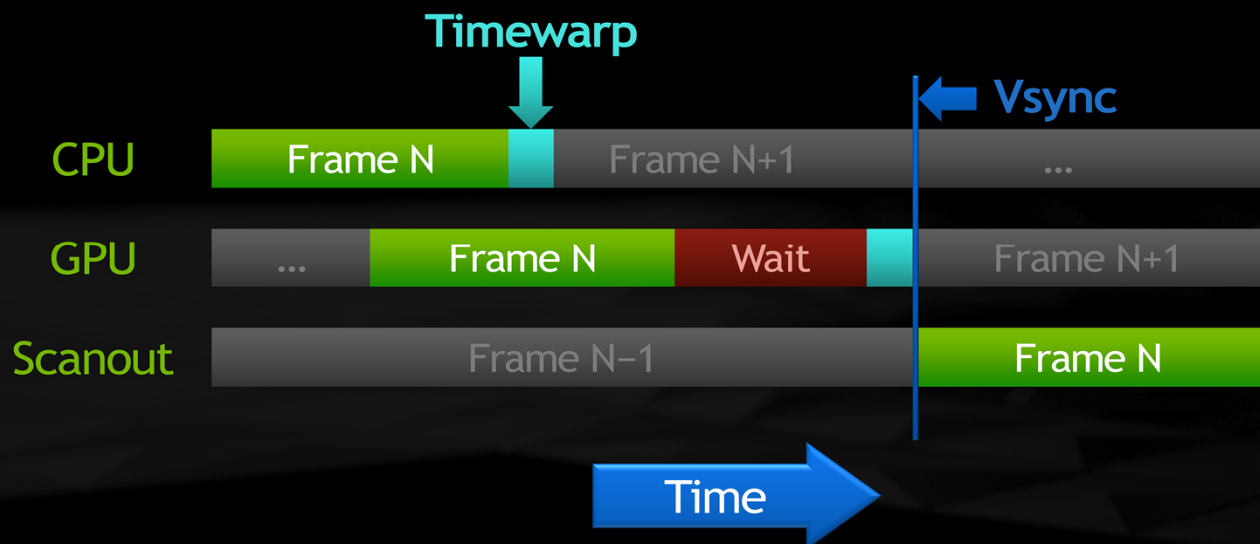 Timewarp
Vsync
CPU
Frame N
Frame N+1
...
GPU
...
Frame N
Wait
Frame N+1
Scanout
Frame N−1
Frame N
Time